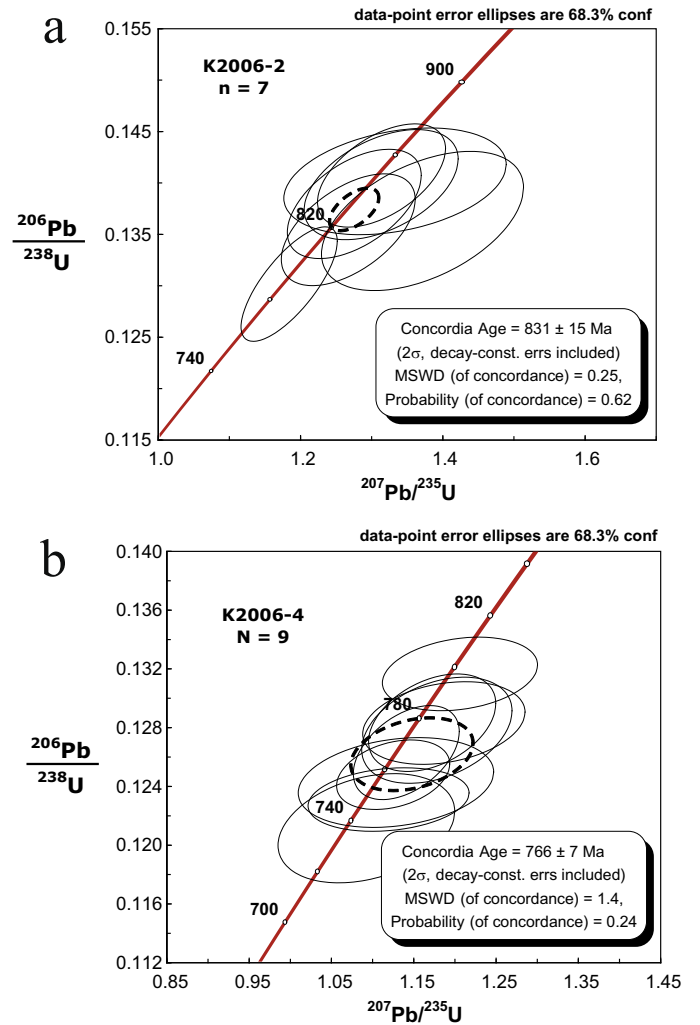 a
data-point error ellipses are 68.3% conf
0.155
K2006-2
n = 7
900
0.145
820
206Pb
238U
0.135
0.125
740
Concordia Age = 831 ± 15 Ma
(2σ, decay-const. errs included)
MSWD (of concordance) = 0.25,
Probability (of concordance) = 0.62
0.115
1.0 1.2 1.4 1.6
207Pb/235U
b
data-point error ellipses are 68.3% conf
0.140
K2006-4
N = 9
820
0.136
0.132
780
206Pb
238U
0.128
0.124
740
0.120
Concordia Age = 766 ± 7 Ma
(2σ, decay-const. errs included)
MSWD (of concordance) = 1.4,
Probability (of concordance) = 0.24
700
0.116
0.112
0.85 0.95 1.05 1.15 1.25 1.35 1.45
207Pb/235U